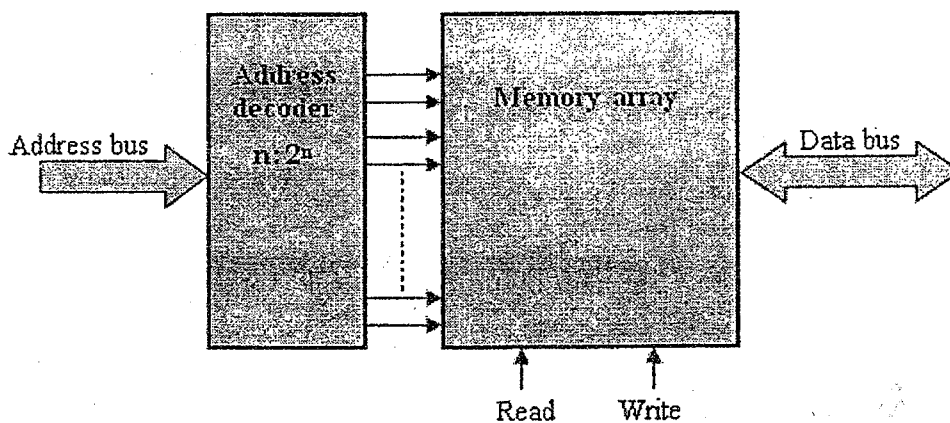 Address bus
Address
decoder
n:2ⁿ
Memory array
Data bus
Read
Write